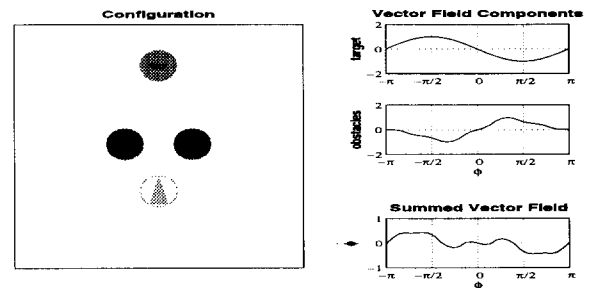 Configuration
Vector Field Components
target
2
0
−2
−π −π/2 0 π/2 π
obstacles
2
0
−2
−π −π/2 0 π/2 π
Φ
Summed Vector Field
1
0
−1
−π −π/2 0 π/2 π
Φ